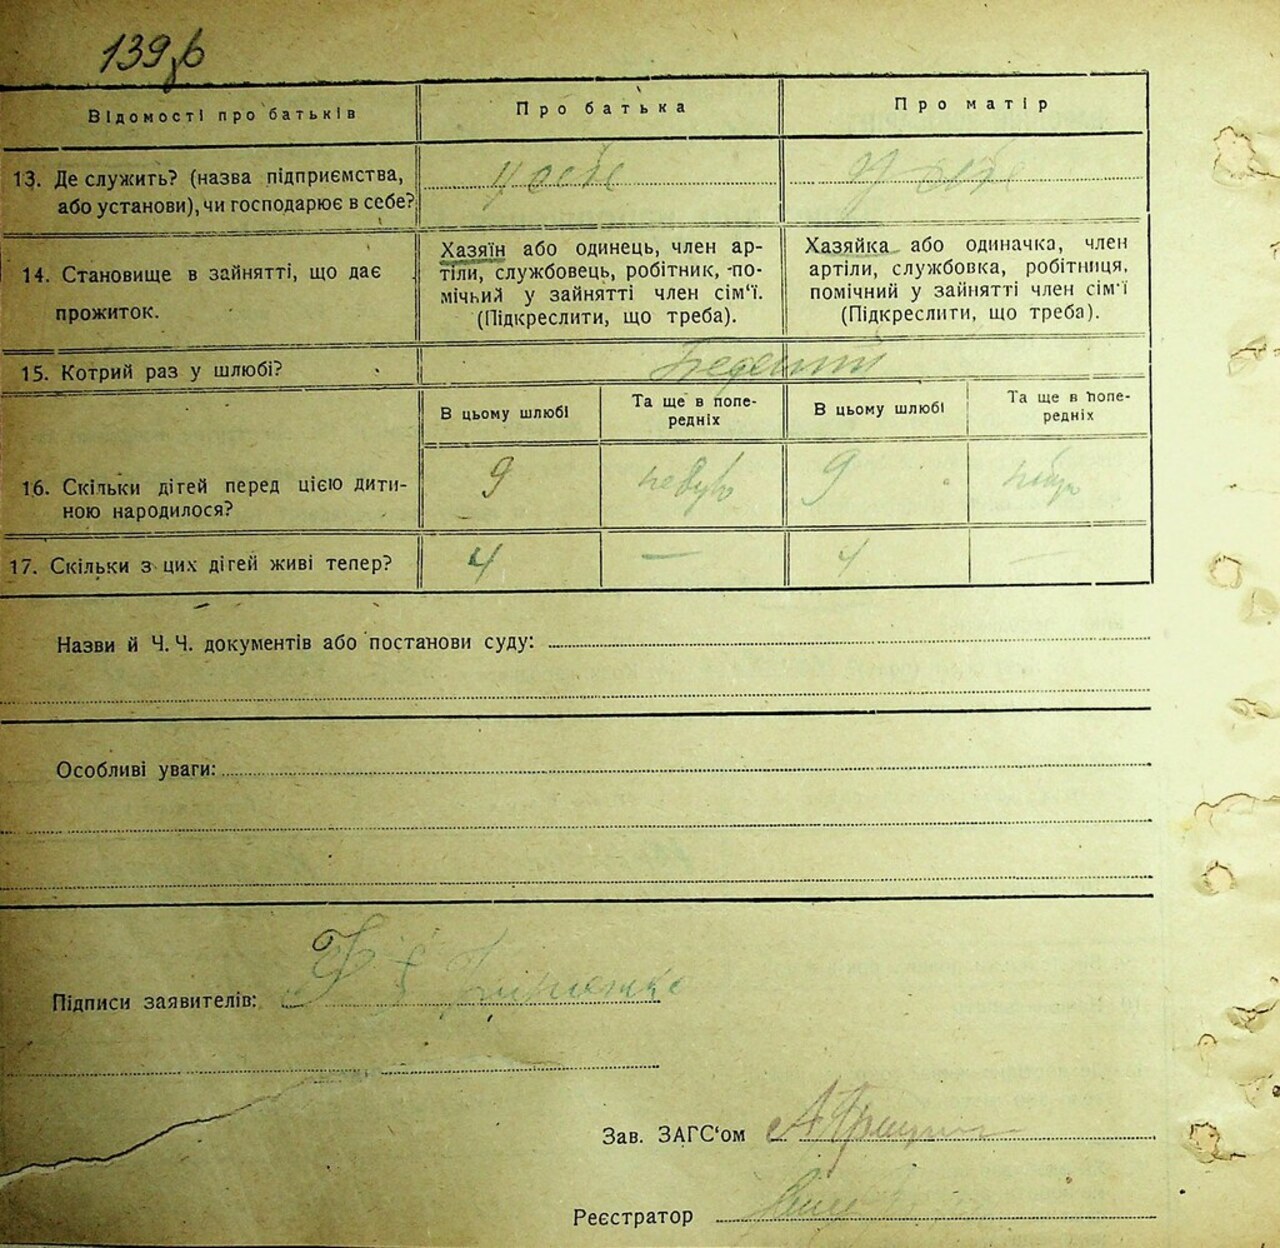 139 б
Відомості про батьків
Про батька
Про матір
13. Де служить? (назва підприємства,
або установи), чи господарює в себе?
у себе
у себе
14. Становище в зайнятті, що дає
прожиток.
Хазяїн або одинець, член ар-
тіли, службовець, робітник, -по-
мічьий у зайнятті член сім‘ї.
(Підкреслити, що треба).
Хазяйка або одиначка, член
артіли, службовка, робітниця,
помічний у зайнятті член сім‘ї
(Підкреслити, що треба).
15. Котрий раз у шлюбі?
В цьому шлюбі
Та ще в попе-
редніх
В цьому шлюбі
Та ще в попе-
редніх
16. Скільки дітей перед цією дити-
ною народилося?
9
небуло
9
17. Скільки з цих дітей живі тепер?
4
—
4
—
Назви й Ч. Ч. документів або постанови суду:
Особливі уваги:
Підписи заявителів:
Зав. ЗАГС‘ом
Реєстратор